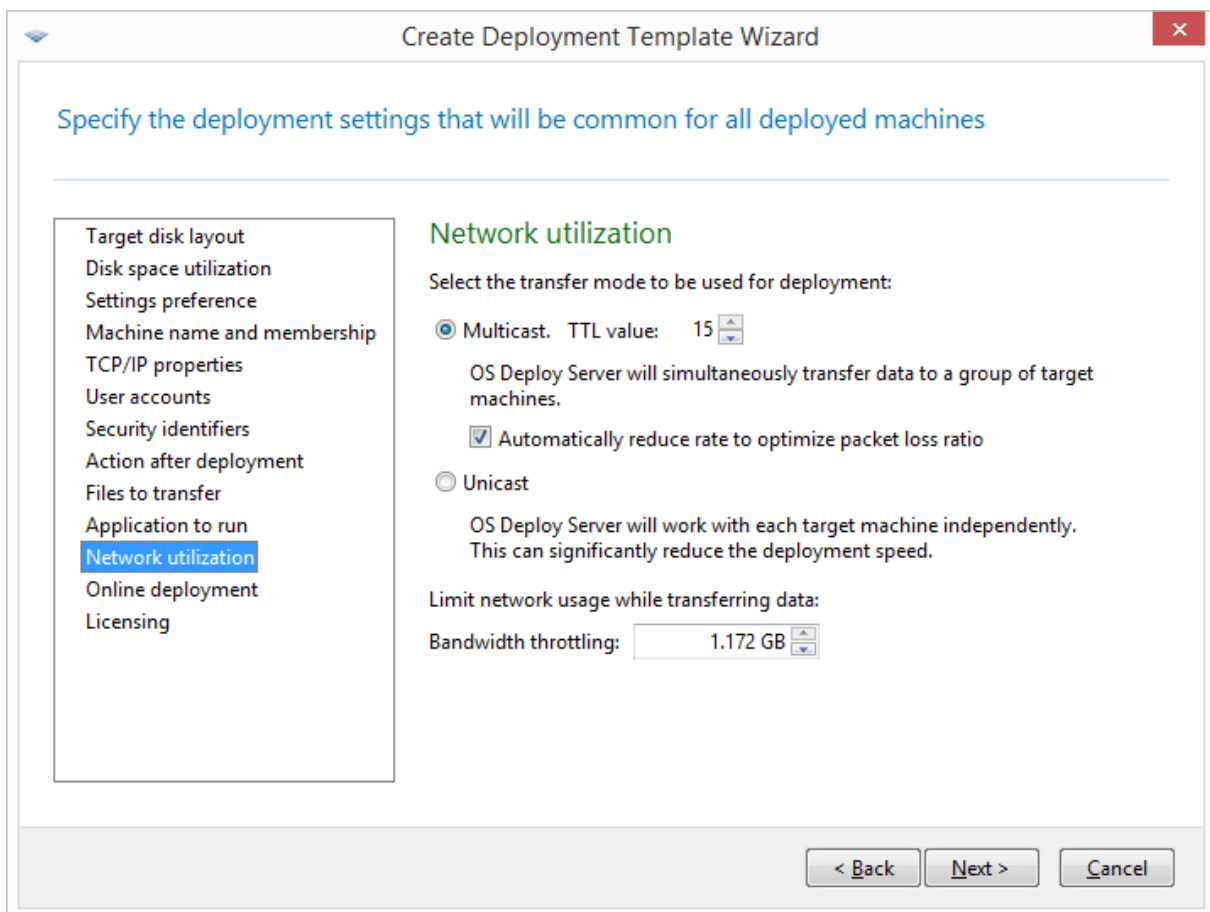 Create Deployment Template Wizard
Specify the deployment settings that will be common for all deployed machines
Target disk layout
Disk space utilization
Settings preference
Machine name and membership
TCP/IP properties
User accounts
Security identifiers
Action after deployment
Files to transfer
Application to run
Network utilization
Online deployment
Licensing
Network utilization
Select the transfer mode to be used for deployment:
Multicast. TTL value: 15
OS Deploy Server will simultaneously transfer data to a group of target
machines.
Automatically reduce rate to optimize packet loss ratio
Unicast
OS Deploy Server will work with each target machine independently.
This can significantly reduce the deployment speed.
Limit network usage while transferring data:
Bandwidth throttling: 1.172 GB
< Back Next > Cancel